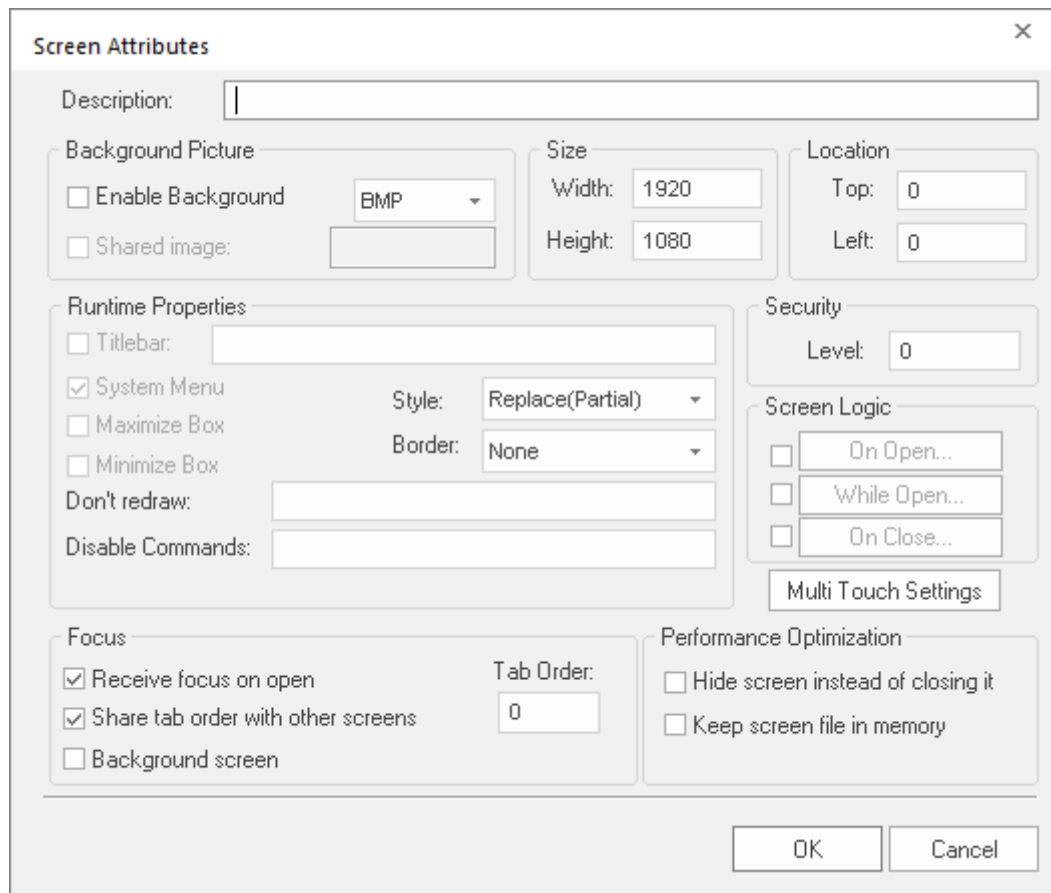 Screen Attributes
Description:
Background Picture
Enable Background
BMP
Shared image:
Size
Width: 1920
Height: 1080
Location
Top: 0
Left: 0
Runtime Properties
Titlebar:
System Menu
Maximize Box
Minimize Box
Style: Replace(Partial)
Border: None
Don't redraw:
Disable Commands:
Security
Level: 0
Screen Logic
On Open...
While Open...
On Close...
Multi Touch Settings
Focus
Receive focus on open
Share tab order with other screens
Background screen
Tab Order:
0
Performance Optimization
Hide screen instead of closing it
Keep screen file in memory
OK
Cancel